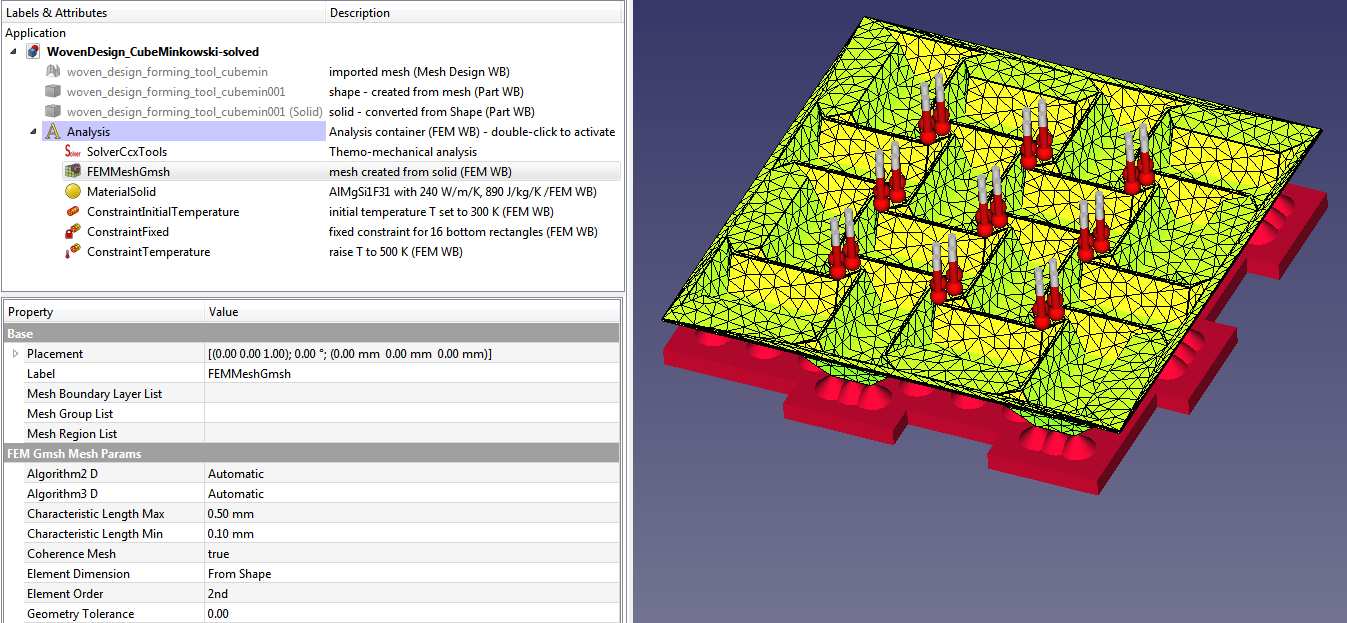 Labels & Attributes Description
Application
WovenDesign_CubeMinkowski-solved
woven_design_forming_tool_cubemin imported mesh (Mesh Design WB)
woven_design_forming_tool_cubemin001 shape - created from mesh (Part WB)
woven_design_forming_tool_cubemin001 (Solid) solid - converted from Shape (Part WB)
Analysis Analysis container (FEM WB) - double-click to activate
Solver SolverCcxTools Themo-mechanical analysis
FEMMeshGmsh mesh created from solid (FEM WB)
MaterialSolid AlMgSi1F31 with 240 W/m/K, 890 J/kg/K /FEM WB)
ConstraintInitialTemperature initial temperature T set to 300 K (FEM WB)
ConstraintFixed fixed constraint for 16 bottom rectangles (FEM WB)
ConstraintTemperature raise T to 500 K (FEM WB)
Property Value
Base
Placement [(0.00 0.00 1.00); 0.00 °; (0.00 mm 0.00 mm 0.00 mm)]
Label FEMMeshGmsh
Mesh Boundary Layer List
Mesh Group List
Mesh Region List
FEM Gmsh Mesh Params
Algorithm2 D Automatic
Algorithm3 D Automatic
Characteristic Length Max 0.50 mm
Characteristic Length Min 0.10 mm
Coherence Mesh true
Element Dimension From Shape
Element Order 2nd
Geometry Tolerance 0.00